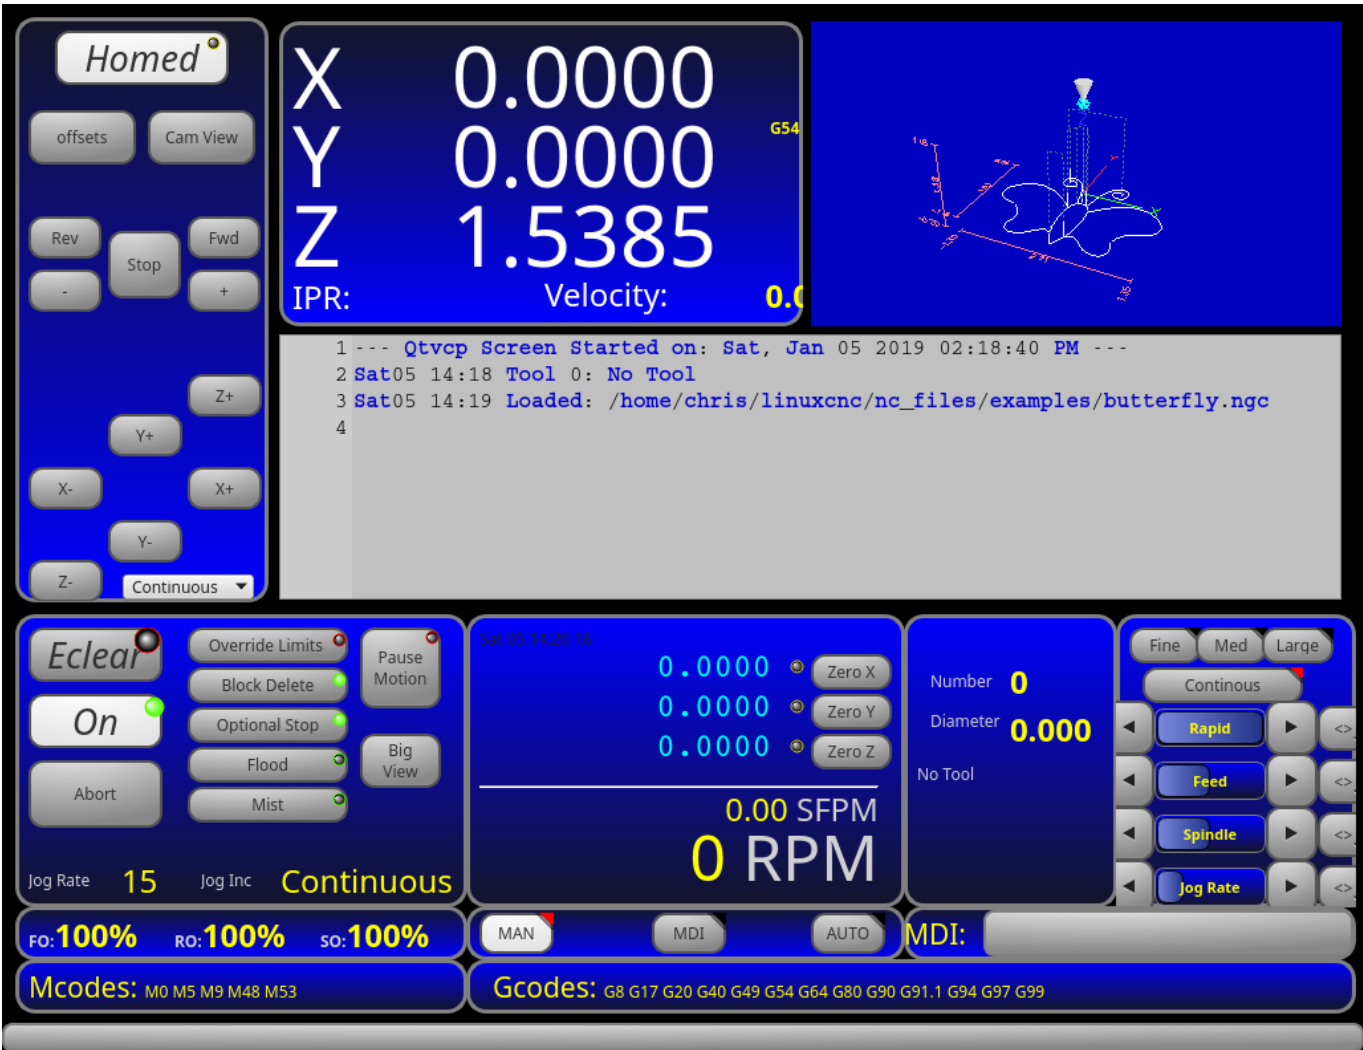 Homed
offsets Cam View
Rev Stop Fwd
- +
Z+
Y+
X- X+
Y-
Z-
Continuous
X 0.0000
Y 0.0000
G54
Z 1.5385
IPR: Velocity: 0.0
1 --- Qtvcp Screen Started on: Sat, Jan 05 2019 02:18:40 PM ---
2 Sat05 14:18 Tool 0: No Tool
3 Sat05 14:19 Loaded: /home/chris/linuxcnc/nc_files/examples/butterfly.ngc
4
Eclear
On
Abort
Override Limits
Block Delete
Optional Stop
Flood
Mist
Pause
Motion
Big
View
Jog Rate 15 Jog Inc Continuous
Sat 05 14:20:16
0.0000 Zero X
0.0000 Zero Y
0.0000 Zero Z
0.00 SFPM
0 RPM
Number 0
Diameter 0.000
No Tool
Fine Med Large
Continous
◀ Rapid ▶ <>
◀ Feed ▶ <>
◀ Spindle ▶ <>
◀ Jog Rate ▶ <>
FO:100% RO:100% SO:100%
MAN MDI AUTO
MDI:
Mcodes: M0 M5 M9 M48 M53
Gcodes: G8 G17 G20 G40 G49 G54 G64 G80 G90 G91.1 G94 G97 G99